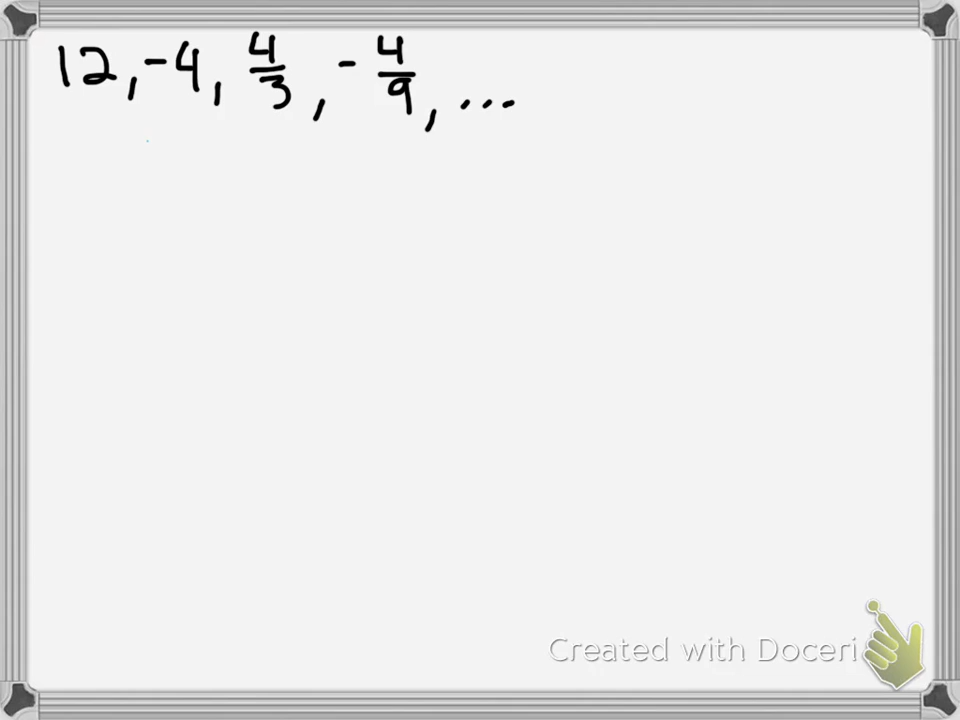 12, -4, 4/3, -4/9, ...
Created with Doceri